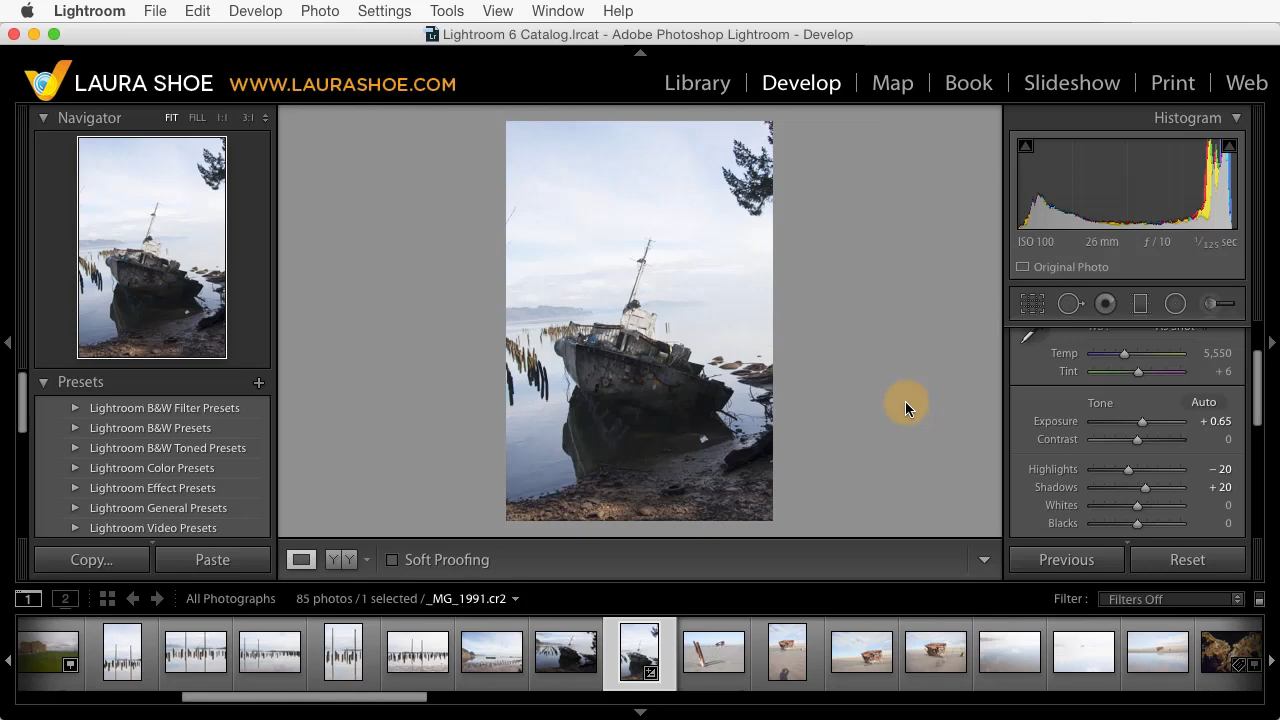 Lightroom File Edit Develop Photo Settings Tools View Window Help
Lr Lightroom 6 Catalog.lrcat - Adobe Photoshop Lightroom - Develop
LAURA SHOE WWW.LAURASHOE.COM Library Develop Map Book Slideshow Print Web
Navigator FIT FILL 1:1 3:1
Histogram
ISO 100 26 mm ƒ / 10 1/125 sec
Original Photo
As Shot
Temp 5,550
Tint + 6
Tone Auto
Exposure + 0.65
Contrast 0
Highlights − 20
Shadows + 20
Whites 0
Blacks 0
Presets
Lightroom B&W Filter Presets
Lightroom B&W Presets
Lightroom B&W Toned Presets
Lightroom Color Presets
Lightroom Effect Presets
Lightroom General Presets
Lightroom Video Presets
Copy... Paste YY Soft Proofing Previous Reset
1 2 All Photographs 85 photos / 1 selected / _MG_1991.cr2 Filter : Filters Off